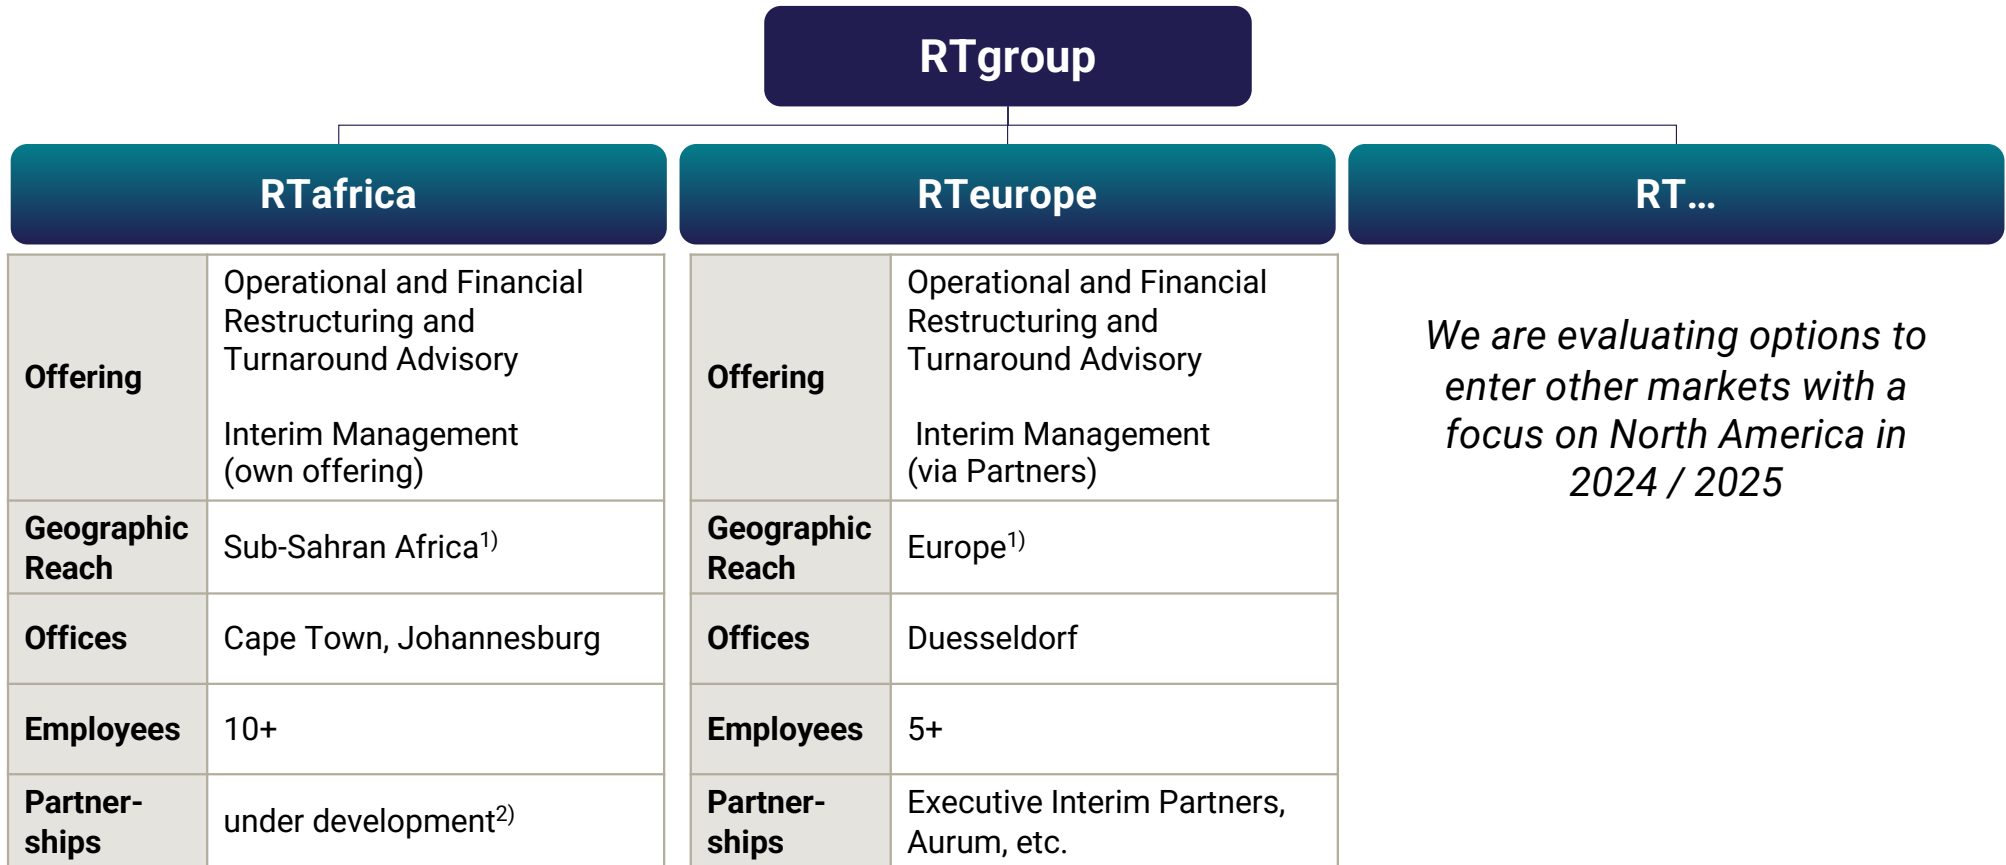 RTgroup
RTafrica
RTeurope
RT...
Offering
Operational and Financial
Restructuring and
Turnaround Advisory
Interim Management
(own offering)
Geographic
Reach
Sub-Sahran Africa1)
Offices
Cape Town, Johannesburg
Employees
10+
Partner-
ships
under development2)
Offering
Operational and Financial
Restructuring and
Turnaround Advisory
Interim Management
(via Partners)
Geographic
Reach
Europe1)
Offices
Duesseldorf
Employees
5+
Partner-
ships
Executive Interim Partners,
Aurum, etc.
We are evaluating options to
enter other markets with a
focus on North America in
2024 / 2025